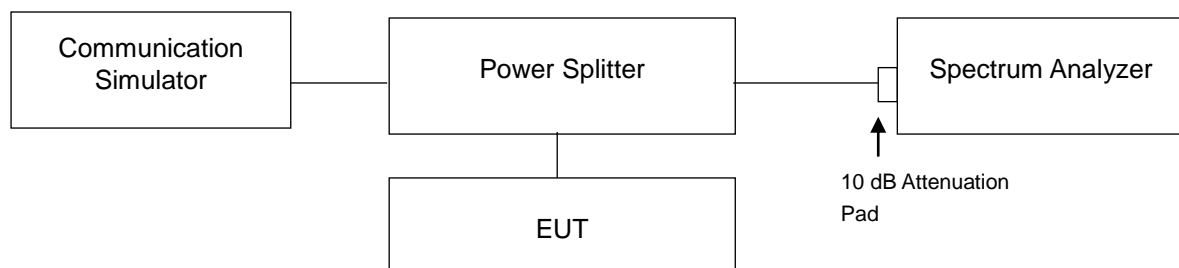 Communication
Simulator
Power Splitter
Spectrum Analyzer
10 dB Attenuation
Pad
EUT